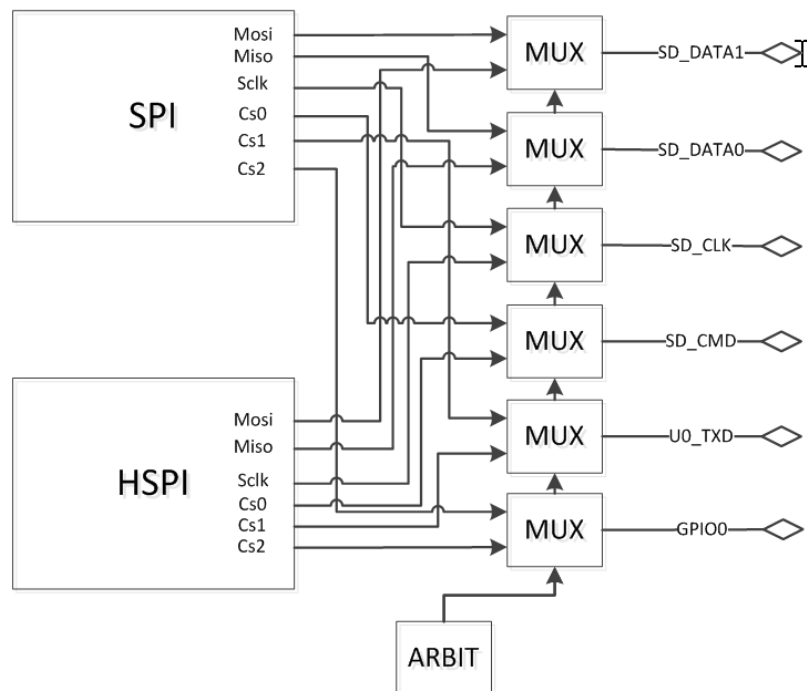 SPI
Mosi
Miso
Sclk
Cs0
Cs1
Cs2
MUX
SD_DATA1
MUX
SD_DATA0
MUX
SD_CLK
MUX
SD_CMD
HSPI
Mosi
Miso
Sclk
Cs0
Cs1
Cs2
MUX
U0_TXD
MUX
GPIO0
ARBIT